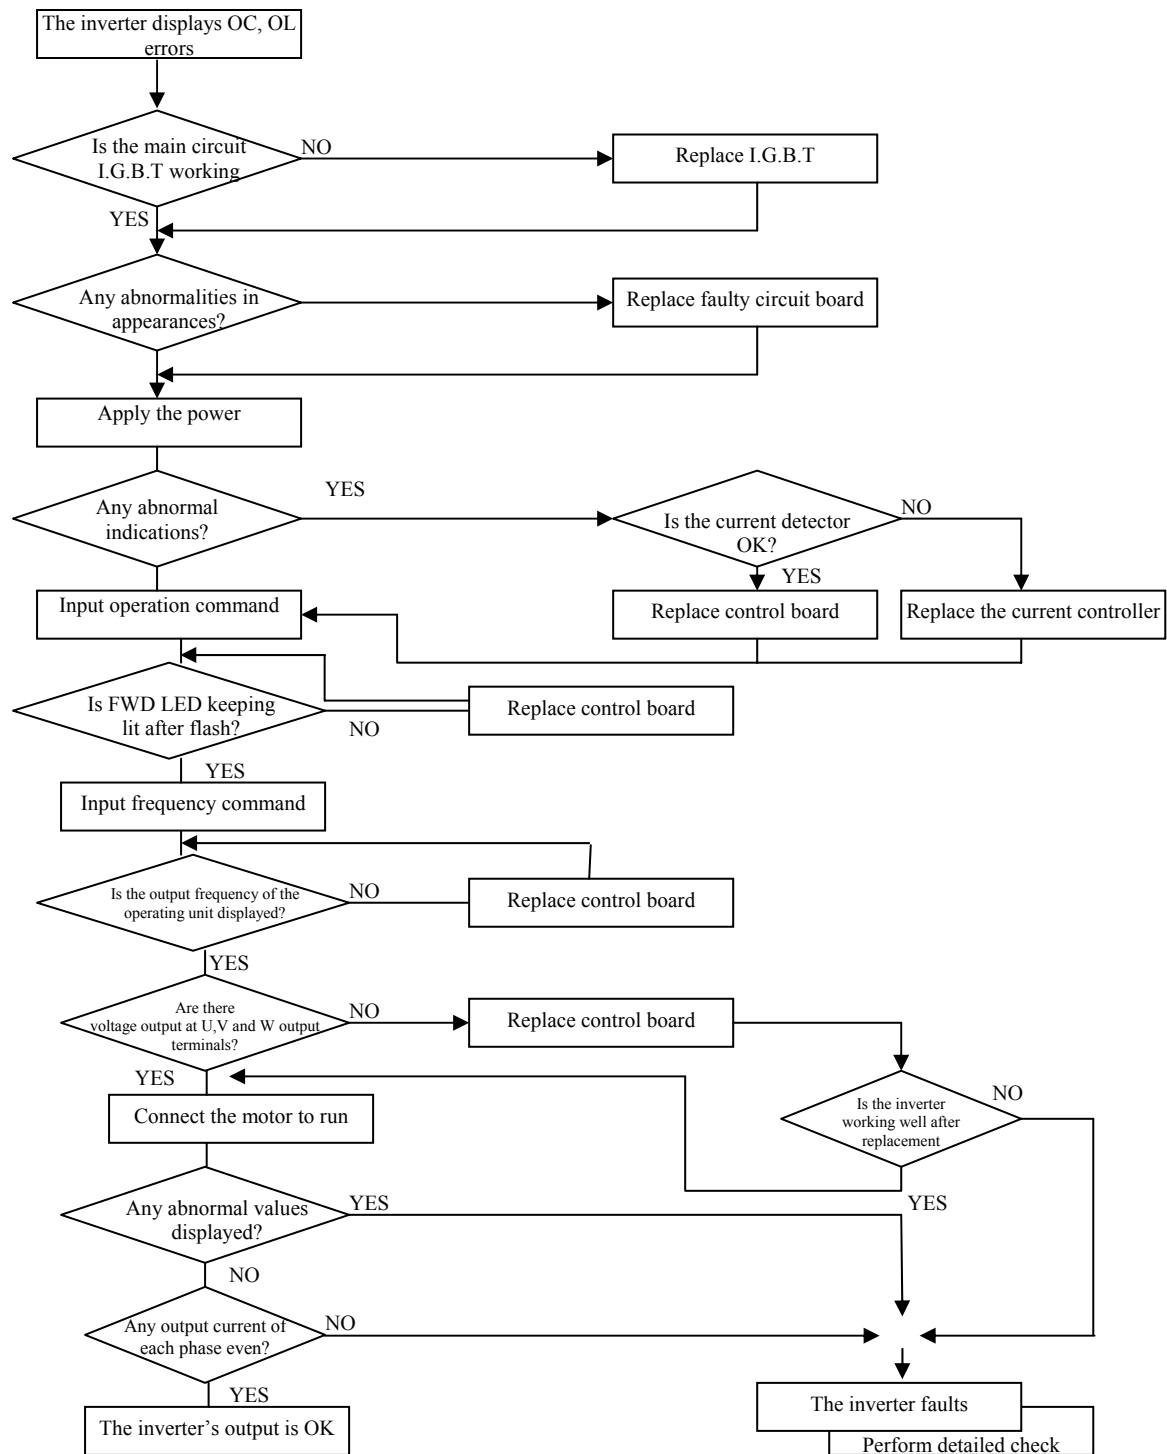 The inverter displays OC, OL
errors
Is the main circuit
I.G.B.T working
NO
Replace I.G.B.T
YES
Any abnormalities in
appearances?
Replace faulty circuit board
Apply the power
Any abnormal
indications?
YES
Is the current detector
OK?
NO
YES
Input operation command
Replace control board
Replace the current controller
Is FWD LED keeping
lit after flash?
NO
Replace control board
YES
Input frequency command
Is the output frequency of the
operating unit displayed?
NO
Replace control board
YES
Are there
voltage output at U,V and W output
terminals?
NO
Replace control board
YES
Connect the motor to run
Is the inverter
working well after
replacement
NO
YES
Any abnormal values
displayed?
YES
NO
Any output current of
each phase even?
NO
YES
The inverter's output is OK
The inverter faults
Perform detailed check